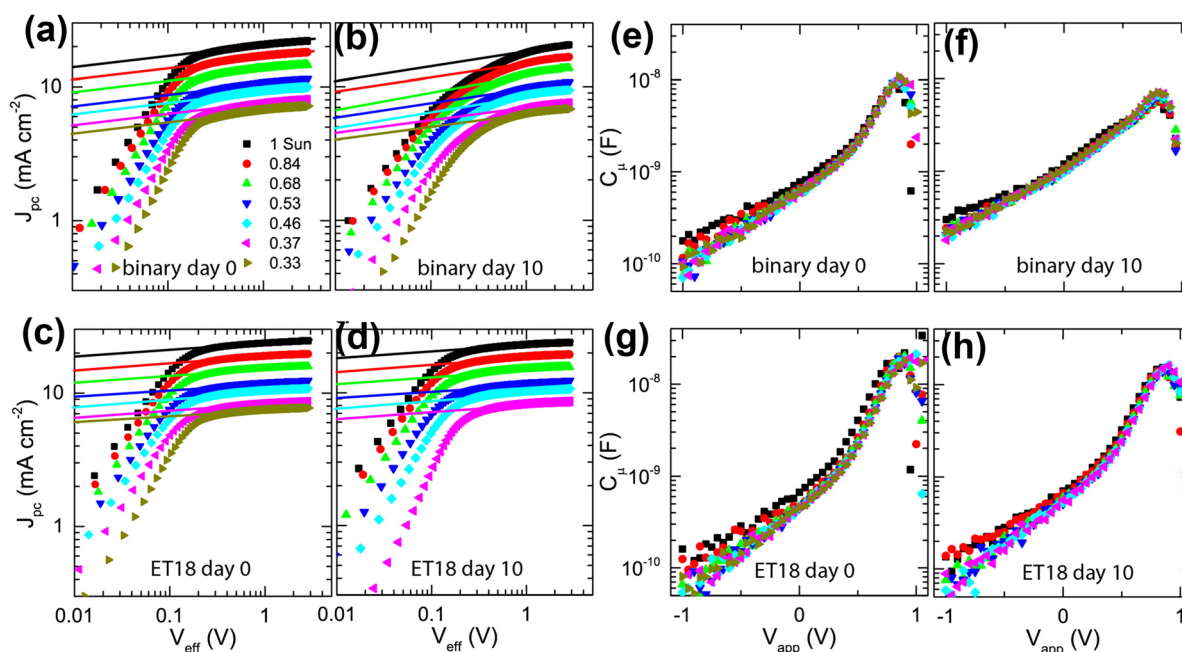 (a)
(b)
10
1
J_pc (mA cm⁻²)
1 Sun
0.84
0.68
0.53
0.46
0.37
0.33
binary day 0
binary day 10
(c)
(d)
10
1
J_pc (mA cm⁻²)
ET18 day 0
ET18 day 10
0.01 0.1 1 0.01 0.1 1
V_eff (V) V_eff (V)
(e)
(f)
10⁻⁸
10⁻⁹
10⁻¹⁰
C_μ (F)
binary day 0
binary day 10
(g)
(h)
10⁻⁸
10⁻⁹
10⁻¹⁰
C_μ (F)
ET18 day 0
ET18 day 10
-1 0 1 -1 0 1
V_app (V) V_app (V)